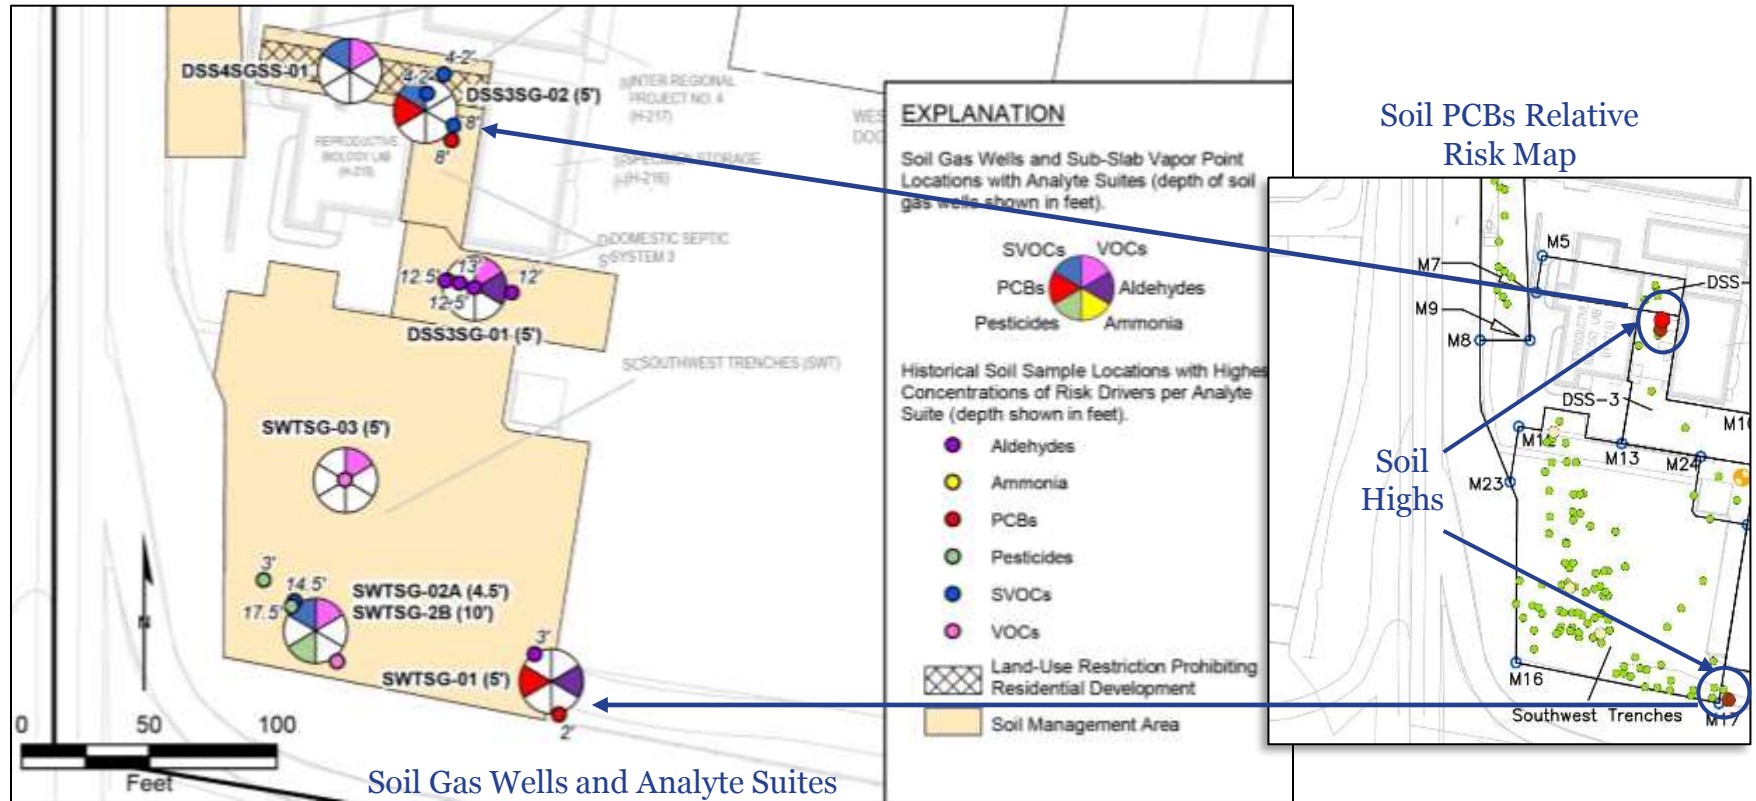 4-2'
DSS4SGSS-01
4-2'
DSS3SG-02 (5')
INTER-REGIONAL
PROJECT NO. 4
(H-217)
8'
8'
REPRODUCTIVE
BIOLOGY LAB
SPECIMEN STORAGE
(H-216)
DOMESTIC SEPTIC
SYSTEM 3
12.5'
13'
12'
12.5'
DSS3SG-01 (5')
SOUTHWEST TRENCHES (SWT)
SWTSG-03 (5')
3'
14.5'
17.5'
SWTSG-02A (4.5')
SWTSG-2B (10')
3'
SWTSG-01 (5')
2'
N
0 50 100
Feet
Soil Gas Wells and Analyte Suites
EXPLANATION
Soil Gas Wells and Sub-Slab Vapor Point
Locations with Analyte Suites (depth of soil
gas wells shown in feet).
SVOCs VOCs
PCBs Aldehydes
Pesticides Ammonia
Historical Soil Sample Locations with Highes
Concentrations of Risk Drivers per Analyte
Suite (depth shown in feet).
Aldehydes
Ammonia
PCBs
Pesticides
SVOCs
VOCs
Land-Use Restriction Prohibiting
Residential Development
Soil Management Area
Soil PCBs Relative
Risk Map
M5
M7
DSS-
M9
M8
DSS-3
M10
M13
M24
M23
Soil
Highs
M16
Southwest Trenches
M17